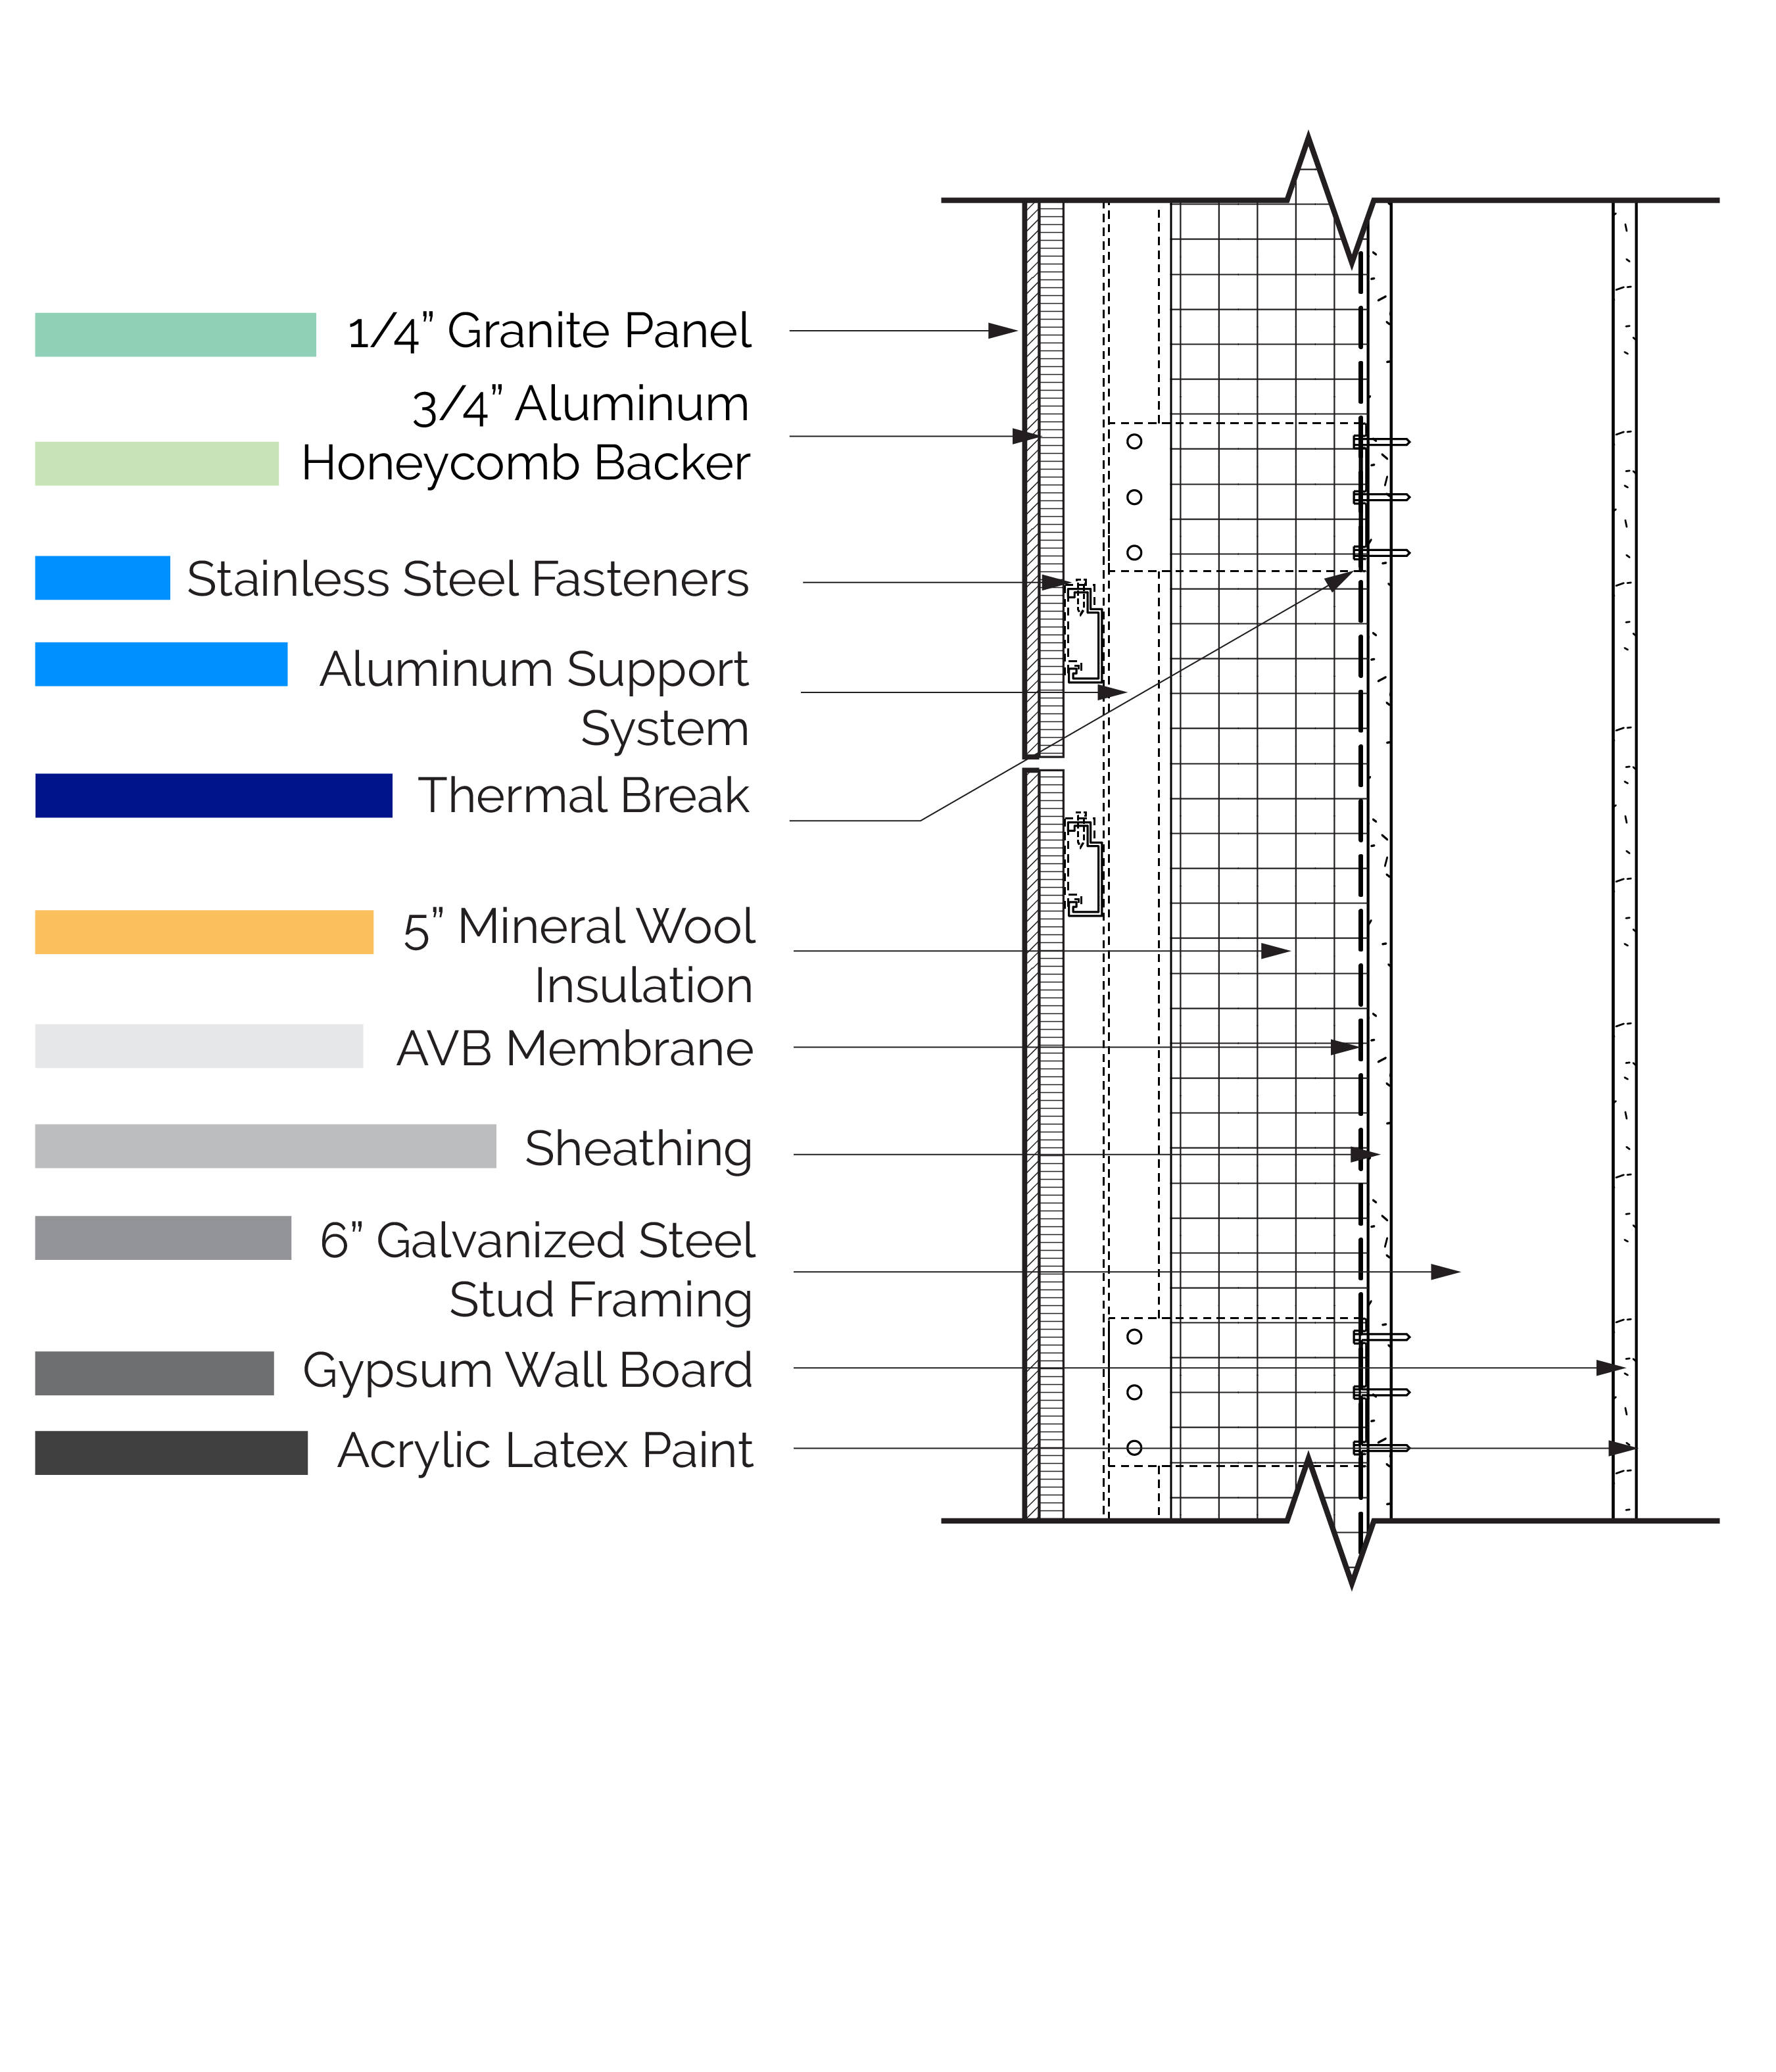 1/4” Granite Panel
3/4” Aluminum
Honeycomb Backer
Stainless Steel Fasteners
Aluminum Support
System
Thermal Break
5” Mineral Wool
Insulation
AVB Membrane
Sheathing
6” Galvanized Steel
Stud Framing
Gypsum Wall Board
Acrylic Latex Paint